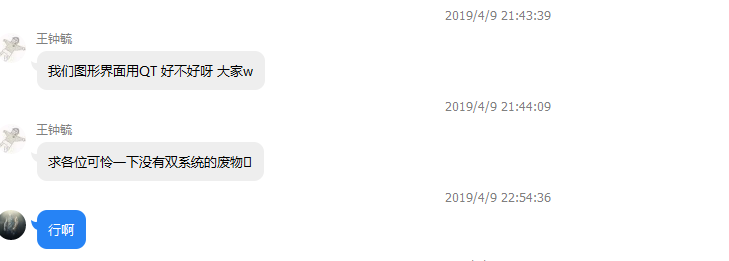 2019/4/9 21:43:39
王钟毓
我们图形界面用QT 好不好呀 大家w
2019/4/9 21:44:09
王钟毓
求各位可怜一下没有双系统的废物
2019/4/9 22:54:36
行啊